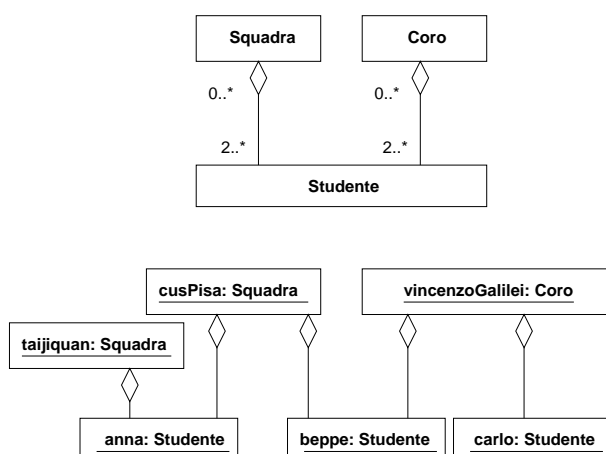 Squadra Coro
0..* 0..*
2..* 2..*
Studente
cusPisa: Squadra vincenzoGalilei: Coro
taijiquan: Squadra
anna: Studente beppe: Studente carlo: Studente